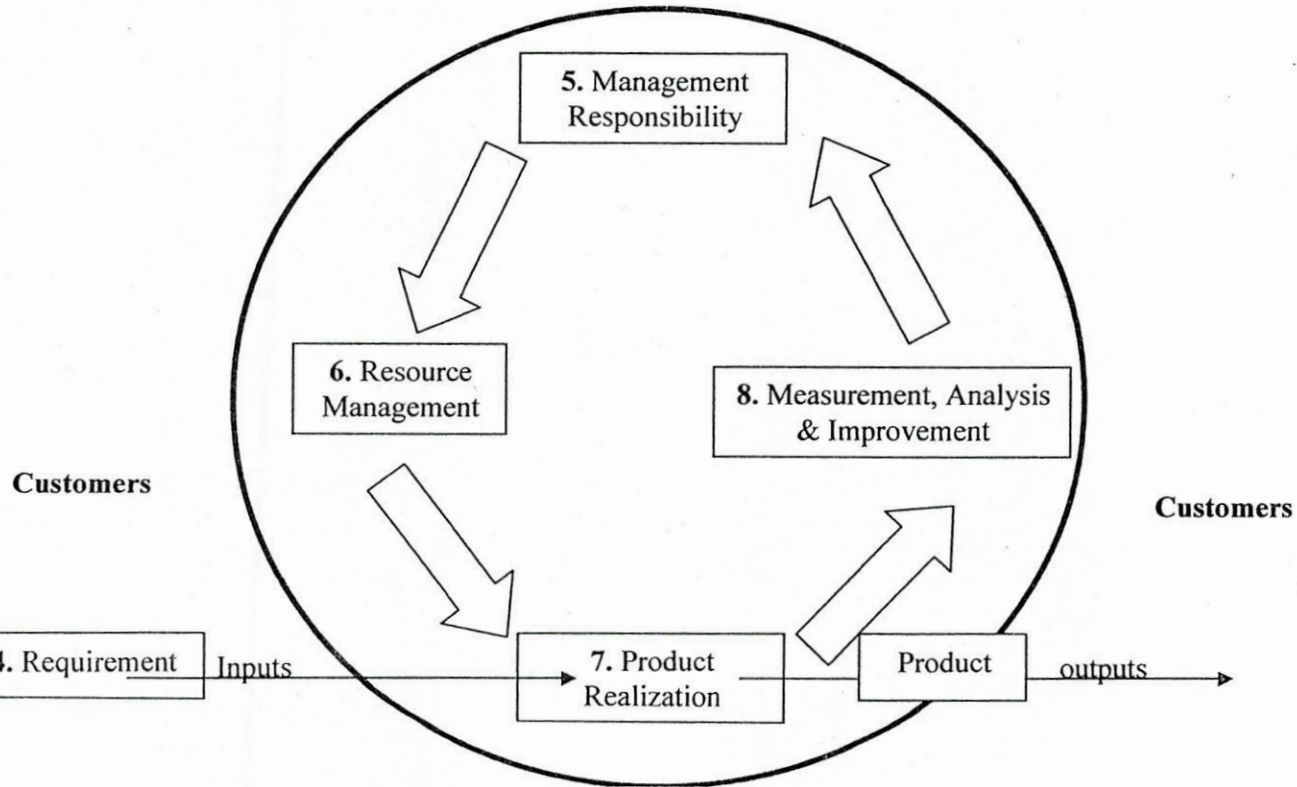 5. Management
Responsibility
6. Resource
Management
8. Measurement, Analysis
& Improvement
Customers
Customers
4. Requirement
Inputs
7. Product
Realization
Product
outputs